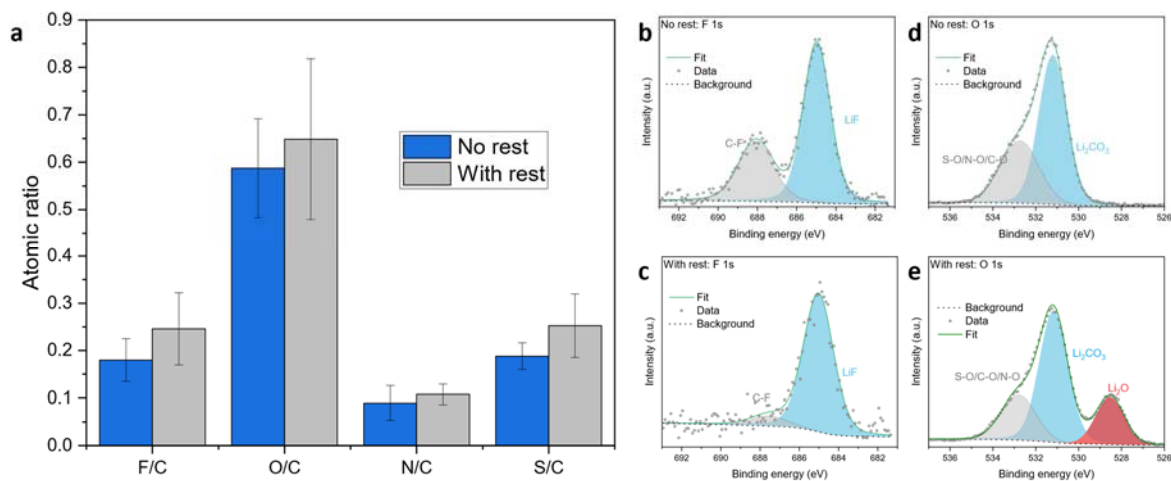 a
Atomic ratio
0.9
0.8
0.7
0.6
0.5
0.4
0.3
0.2
0.1
0.0
No rest
With rest
F/C
O/C
N/C
S/C
b
No rest: F 1s
Fit
Data
Background
C-F
LiF
Intensity (a.u.)
692 690 688 686 684 682
Binding energy (eV)
d
No rest: O 1s
Fit
Data
Background
S-O/N-O/C-O
Li₂CO₃
Intensity (a.u.)
536 534 532 530 528 526
Binding energy (eV)
c
With rest: F 1s
Fit
Data
Background
C-F
LiF
Intensity (a.u.)
692 690 688 686 684 682
Binding energy (eV)
e
With rest: O 1s
Background
Data
Fit
S-O/C-O/N-O
Li₂CO₃
Li₂O
Intensity (a.u.)
536 534 532 530 528 526
Binding energy (eV)